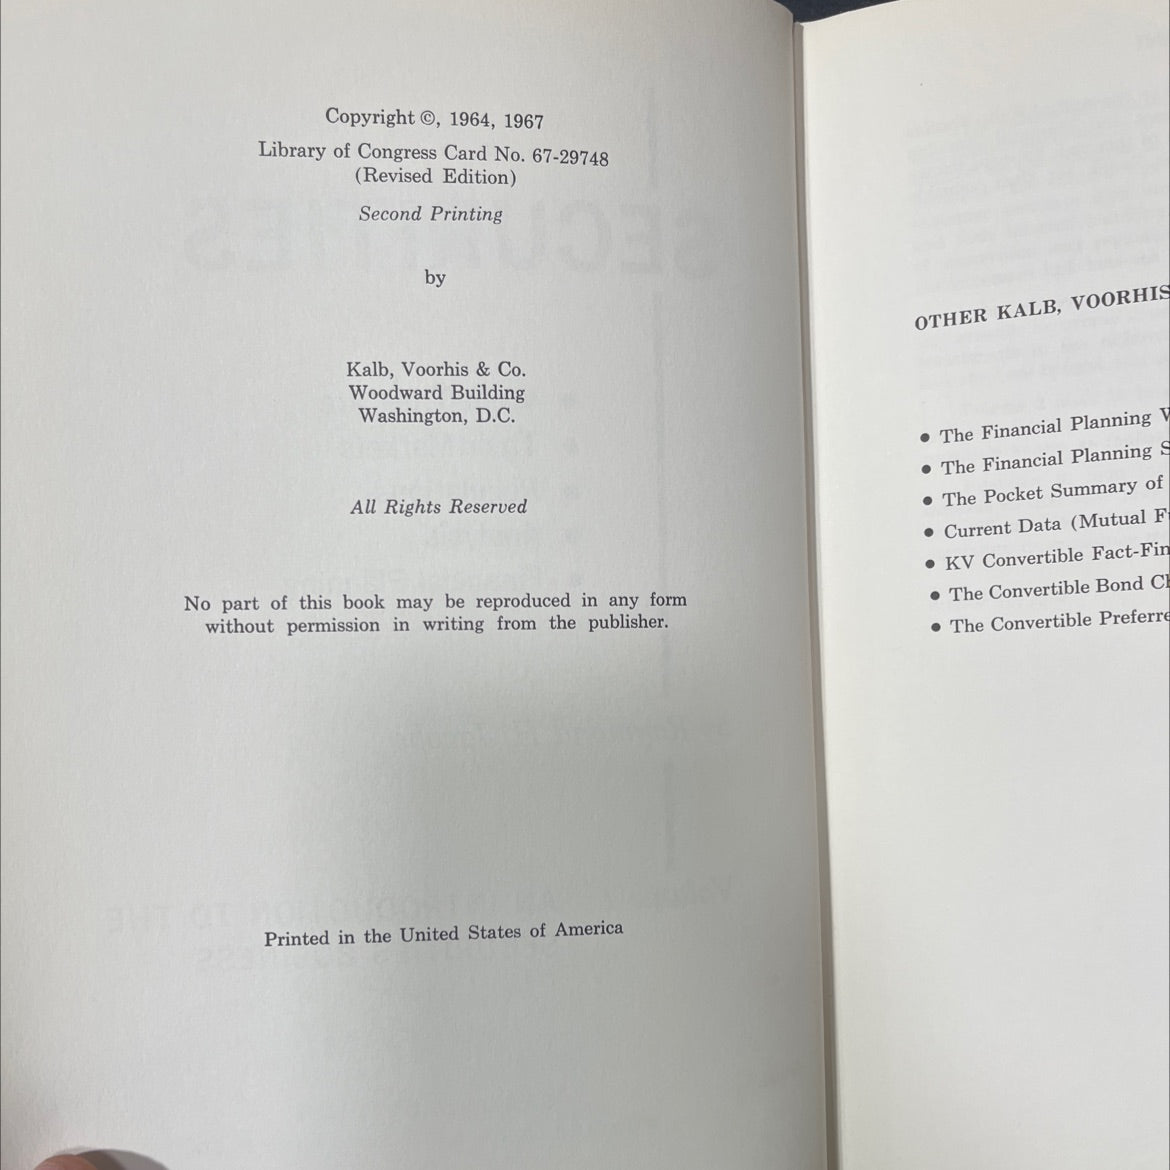 Copyright ©, 1964, 1967
Library of Congress Card No. 67-29748
(Revised Edition)
Second Printing
by
Kalb, Voorhis & Co.
Woodward Building
Washington, D.C.
All Rights Reserved
No part of this book may be reproduced in any form
without permission in writing from the publisher.
Printed in the United States of America
OTHER KALB, VOORHIS
● The Financial Planning
● The Financial Planning
● The Pocket Summary of
● Current Data (Mutual
● KV Convertible Fact-Fin
● The Convertible Bond
● The Convertible Preferre